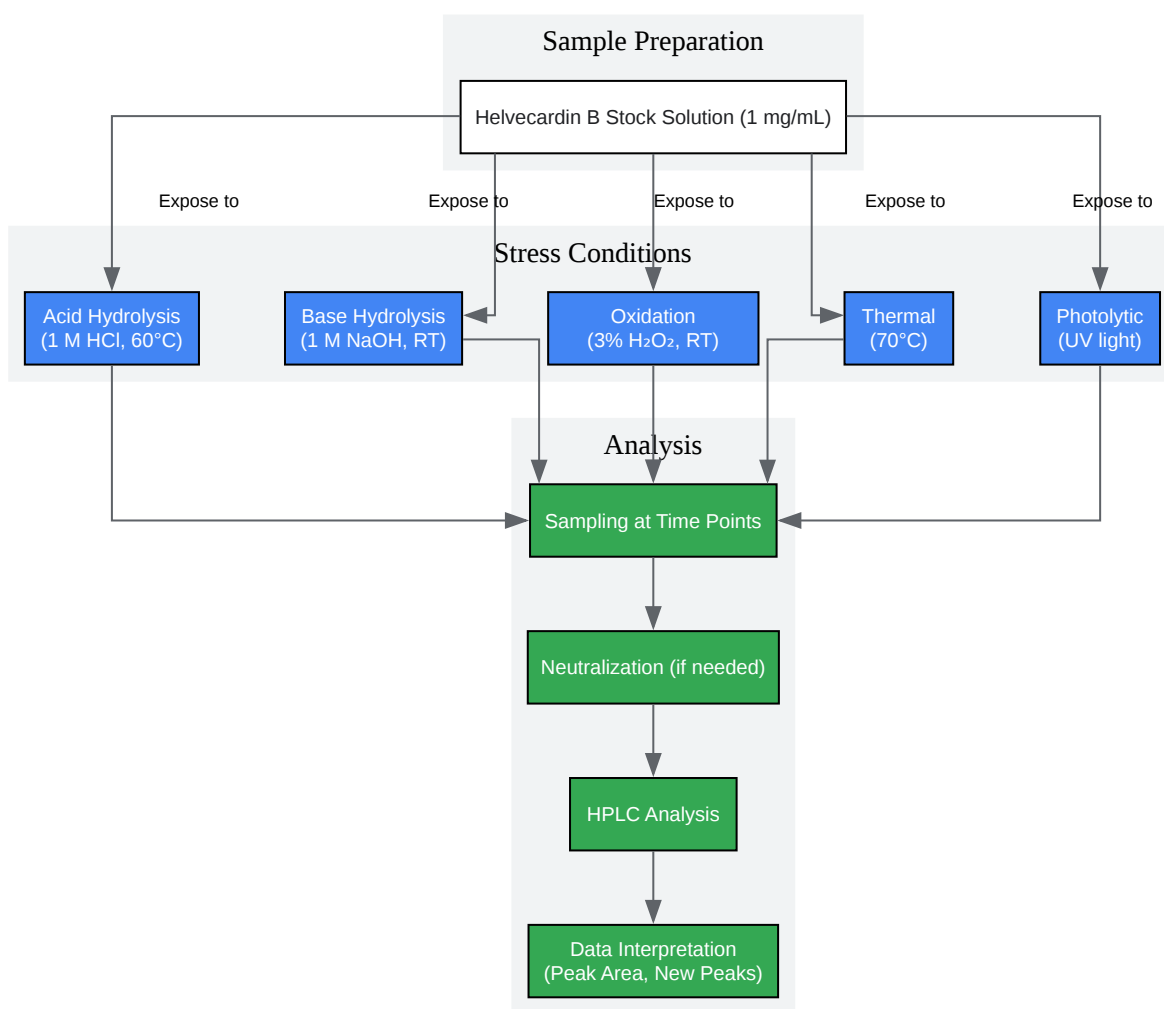 Sample Preparation
Helvecardin B Stock Solution (1 mg/mL)
Expose to
Expose to
Expose to
Expose to
Expose to
Stress Conditions
Acid Hydrolysis
(1 M HCl, 60°C)
Base Hydrolysis
(1 M NaOH, RT)
Oxidation
(3% H₂O₂, RT)
Thermal
(70°C)
Photolytic
(UV light)
Analysis
Sampling at Time Points
Neutralization (if needed)
HPLC Analysis
Data Interpretation
(Peak Area, New Peaks)